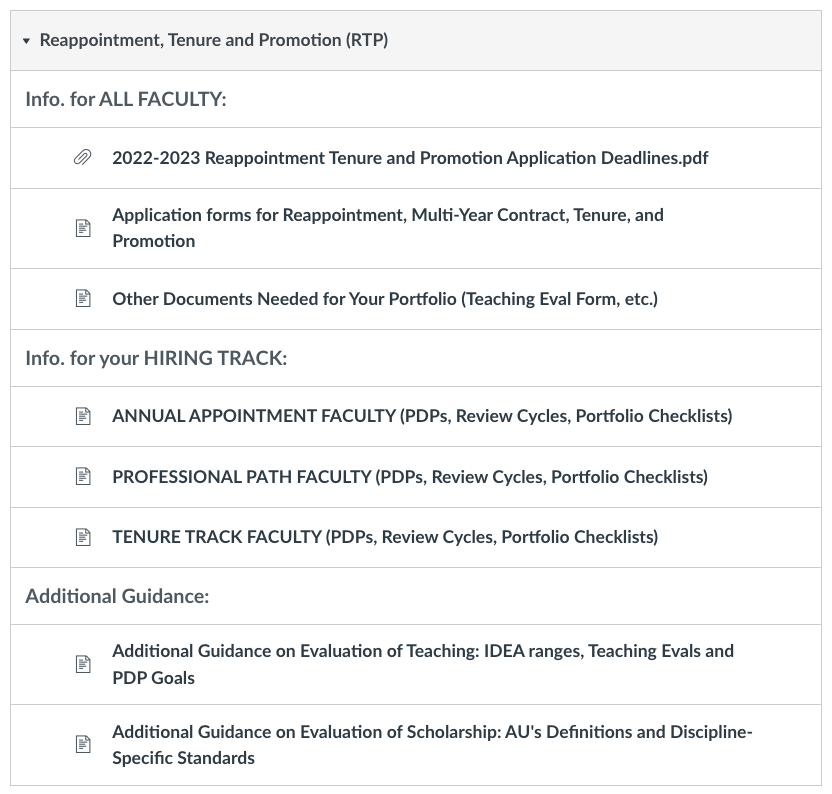 Reappointment, Tenure and Promotion (RTP)
Info. for ALL FACULTY:
2022-2023 Reappointment Tenure and Promotion Application Deadlines.pdf
Application forms for Reappointment, Multi-Year Contract, Tenure, and
Promotion
Other Documents Needed for Your Portfolio (Teaching Eval Form, etc.)
Info. for your HIRING TRACK:
ANNUAL APPOINTMENT FACULTY (PDPs, Review Cycles, Portfolio Checklists)
PROFESSIONAL PATH FACULTY (PDPs, Review Cycles, Portfolio Checklists)
TENURE TRACK FACULTY (PDPs, Review Cycles, Portfolio Checklists)
Additional Guidance:
Additional Guidance on Evaluation of Teaching: IDEA ranges, Teaching Evals and
PDP Goals
Additional Guidance on Evaluation of Scholarship: AU's Definitions and Discipline-
Specific Standards